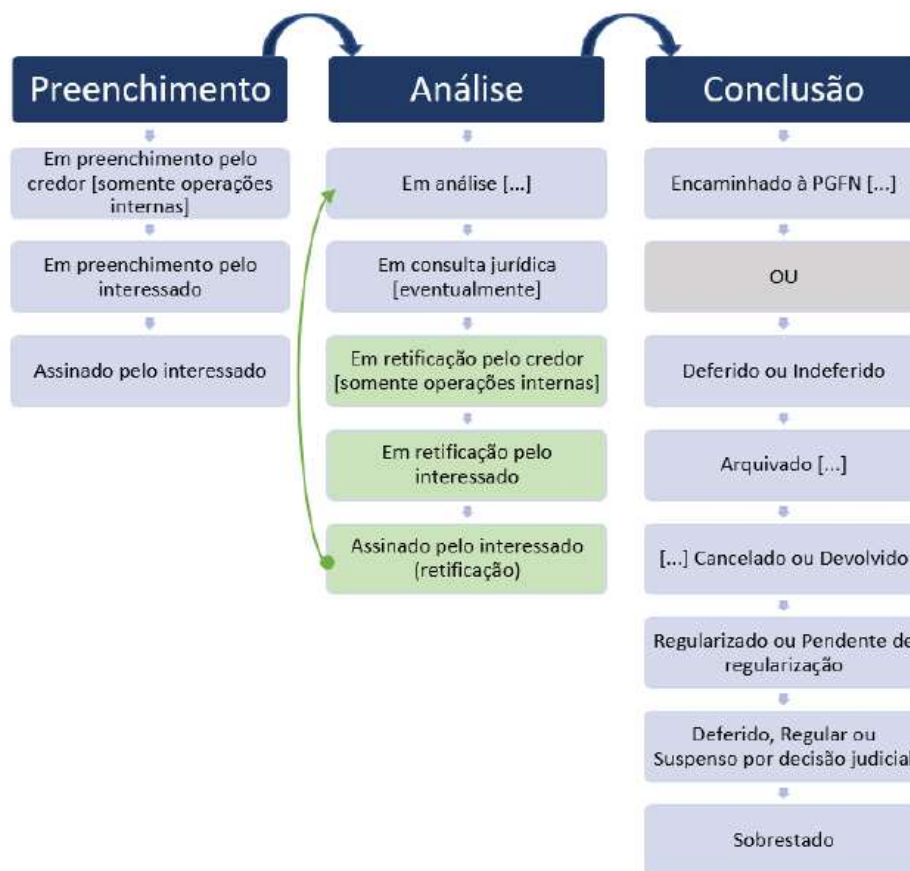 Preenchimento
Em preenchimento pelo
credor [somente operações
internas]
Em preenchimento pelo
interessado
Assinado pelo interessado
Análise
Em análise [...]
Em consulta jurídica
[eventualmente]
Em retificação pelo credor
[somente operações internas]
Em retificação pelo
interessado
Assinado pelo interessado
(retificação)
Conclusão
Encaminhado à PGFN [...]
OU
Deferido ou Indeferido
Arquivado [...]
[...] Cancelado ou Devolvido
Regularizado ou Pendente de
regularização
Deferido, Regular ou
Suspenso por decisão judicial
Sobrestado